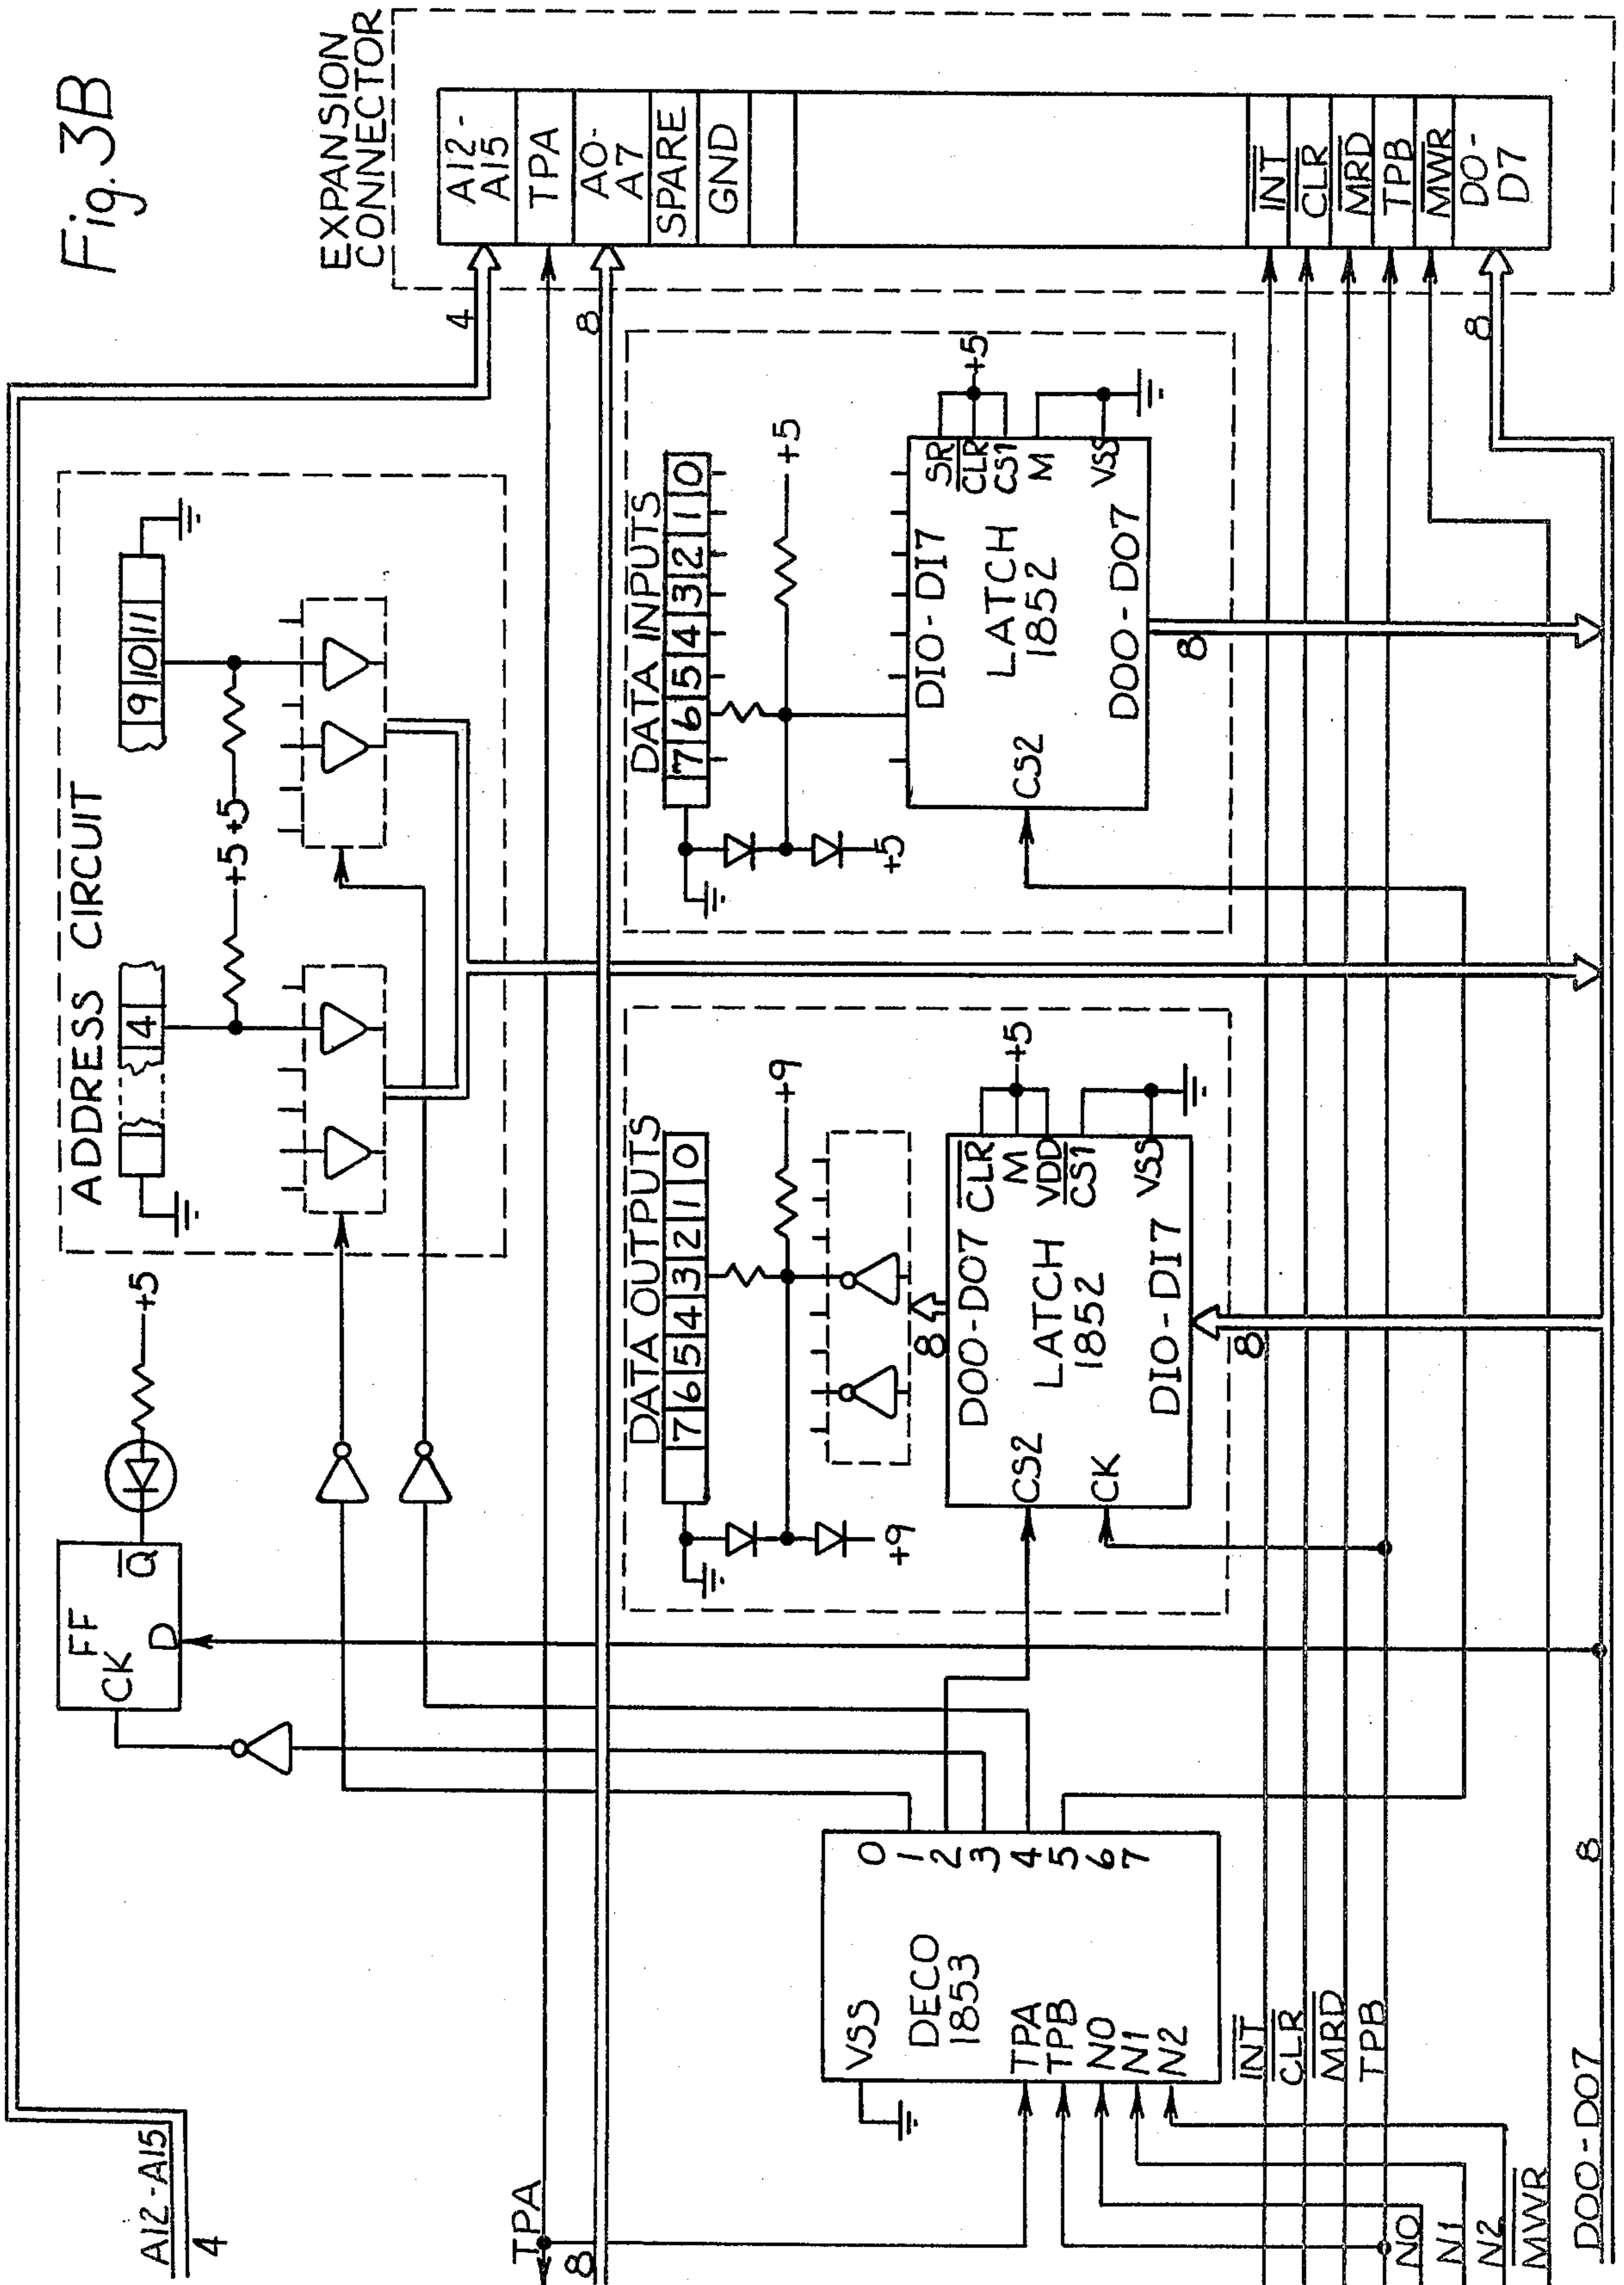 Fig. 3B
EXPANSION
CONNECTOR
A12-
A15
TPA
A0-
A7
SPARE
GND
INT
CLR
MRD
TPB
MWR
D0-
D7
4
8
8
ADDRESS CIRCUIT
4
9 10 11
+5
+5
DATA INPUTS
7 6 5 4 3 2 1 0
+5
+5
DI0-DI7
LATCH
1852
DO0-DO7
CS2
SR
CLR
CS1
M
VSS
+5
8
DATA OUTPUTS
7 6 5 4 3 2 1 0
+9
+9
8
DO0-DO7
LATCH
1852
DI0-DI7
CS2
CK
CLR
M
VDD
CS1
VSS
+5
8
FF
CK
D
Q
+5
DECO
1853
VSS
TPA
TPB
N0
N1
N2
0
1
2
3
4
5
6
7
A12-A15
4
TPA
8
INT
CLR
MRD
TPB
N0
N1
N2
MWR
DO0-DO7
8